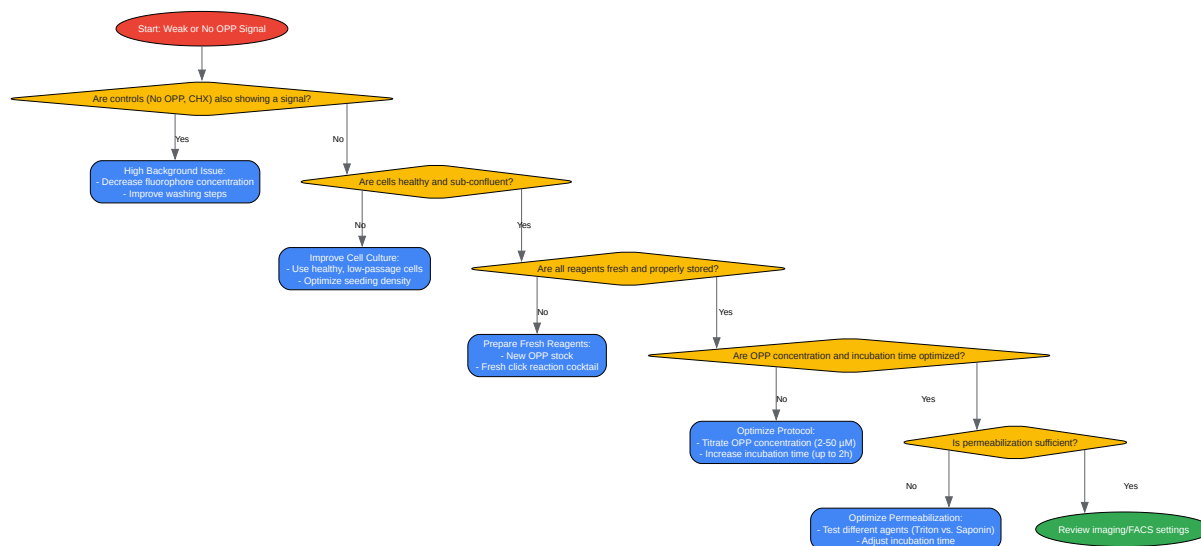 Start: Weak or No OPP Signal
Are controls (No OPP, CHX) also showing a signal?
Yes
No
High Background Issue:
- Decrease fluorophore concentration
- Improve washing steps
Are cells healthy and sub-confluent?
No
Yes
Improve Cell Culture:
- Use healthy, low-passage cells
- Optimize seeding density
Are all reagents fresh and properly stored?
No
Yes
Prepare Fresh Reagents:
- New OPP stock
- Fresh click reaction cocktail
Are OPP concentration and incubation time optimized?
No
Yes
Optimize Protocol:
- Titrate OPP concentration (2-50 µM)
- Increase incubation time (up to 2h)
Is permeabilization sufficient?
No
Yes
Optimize Permeabilization:
- Test different agents (Triton vs. Saponin)
- Adjust incubation time
Review imaging/FACS settings